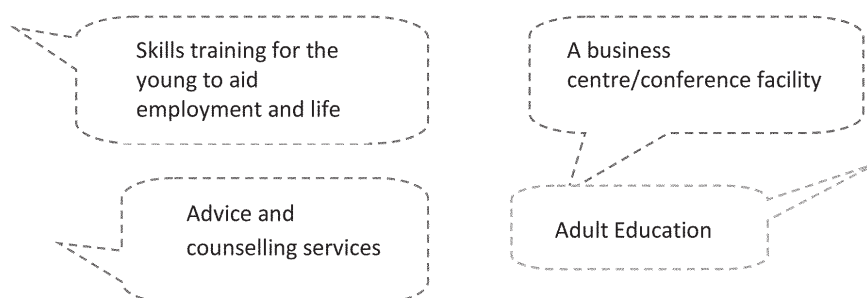 Skills training for the
young to aid
employment and life
A business
centre/conference facility
Advice and
counselling services
Adult Education